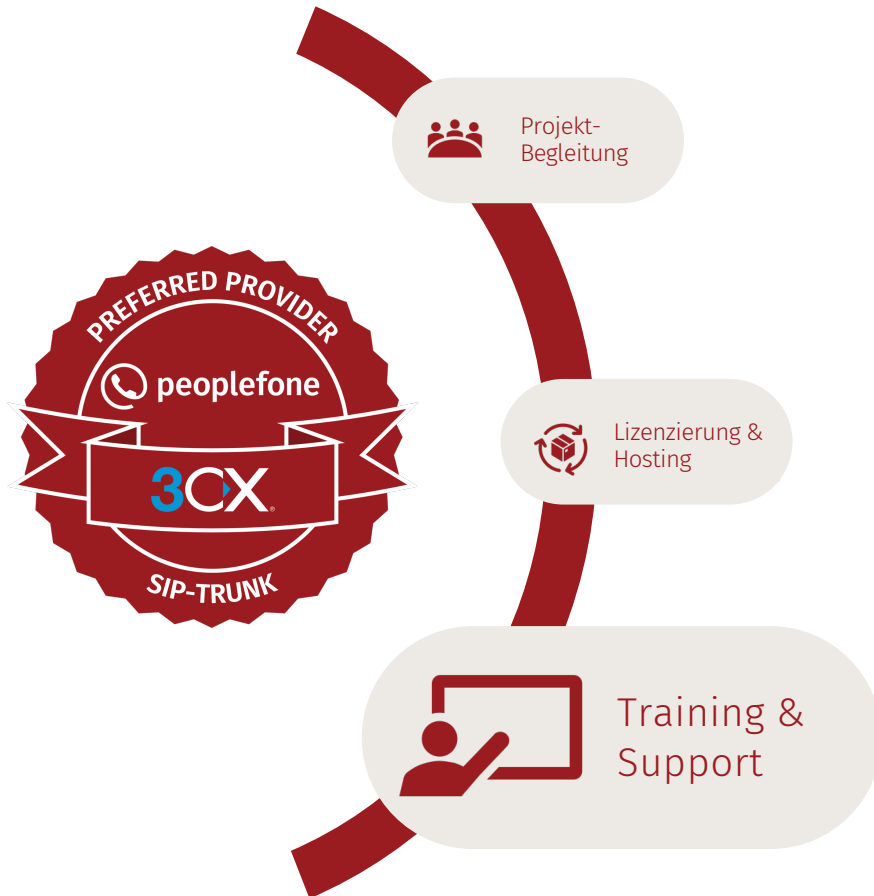 Projekt-
Begleitung
PREFERRED PROVIDER
peoplefone
3CX®
SIP-TRUNK
Lizenzierung &
Hosting
Training &
Support